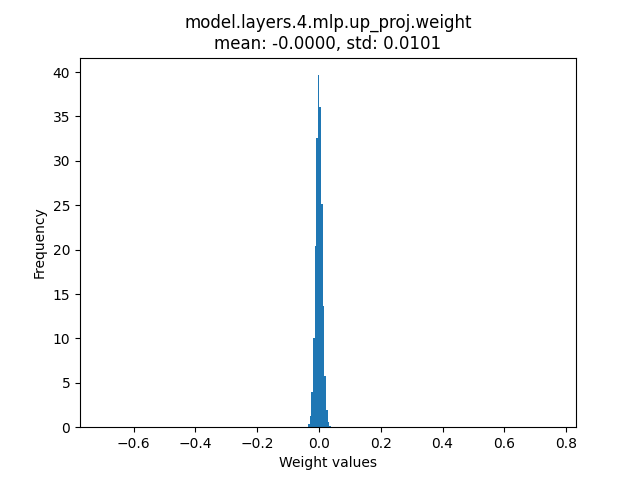 model.layers.4.mlp.up_proj.weight
mean: -0.0000, std: 0.0101
40
35
30
25
20
15
10
5
0
Frequency
−0.6 −0.4 −0.2 0.0 0.2 0.4 0.6 0.8
Weight values